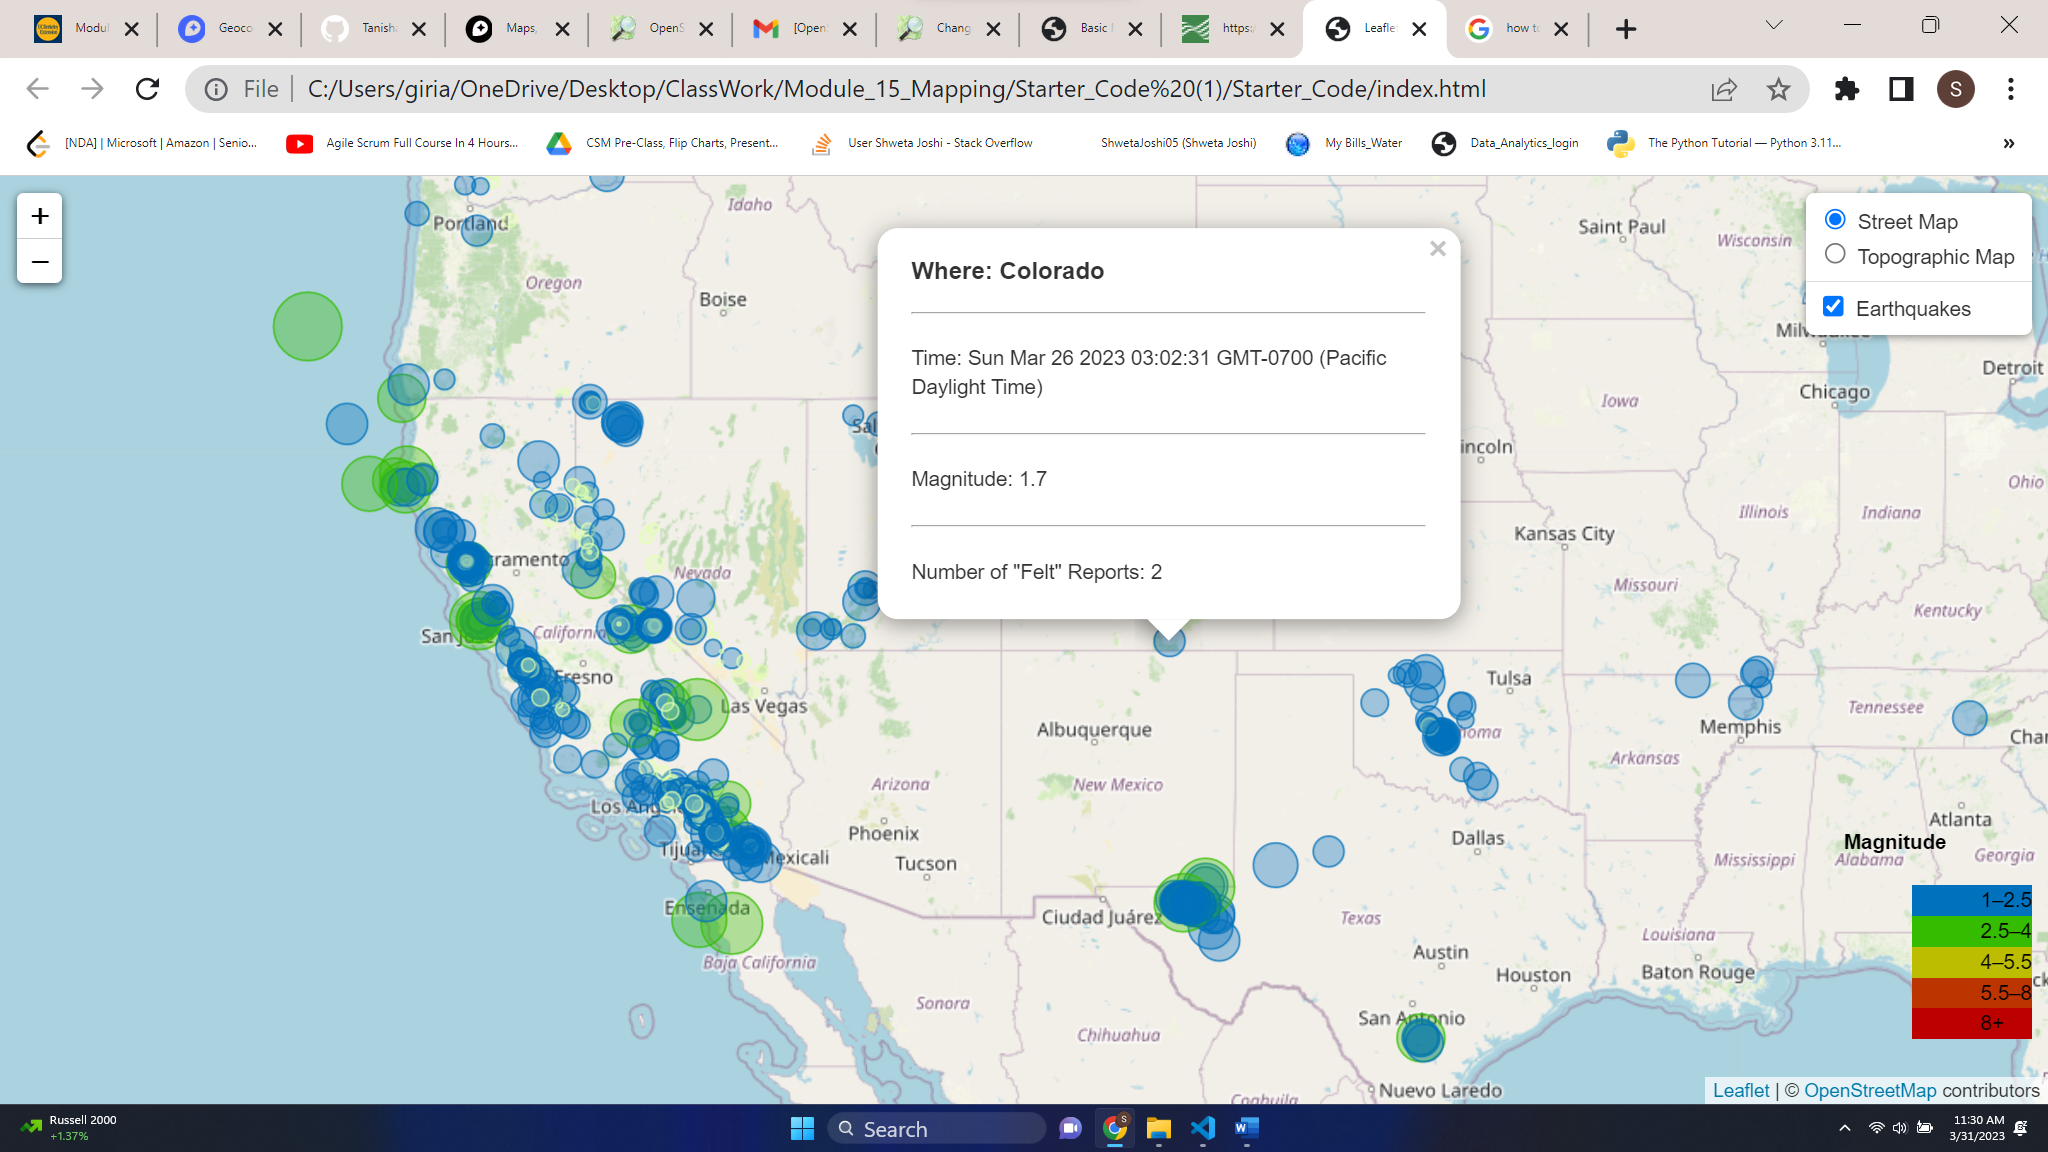 Modul
Geoco
Tanish
Maps,
OpenS
[Open
Chang
Basic
https:
Leafle
how to
File
C:/Users/giria/OneDrive/Desktop/ClassWork/Module_15_Mapping/Starter_Code%20(1)/Starter_Code/index.html
S
[NDA] | Microsoft | Amazon | Senio...
Agile Scrum Full Course In 4 Hours...
CSM Pre-Class, Flip Charts, Present...
User Shweta Joshi - Stack Overflow
ShwetaJoshi05 (Shweta Joshi)
My Bills_Water
Data_Analytics_login
The Python Tutorial — Python 3.11...
»
+
−
Street Map
Topographic Map
Earthquakes
Where: Colorado
×
Time: Sun Mar 26 2023 03:02:31 GMT-0700 (Pacific
Daylight Time)
Magnitude: 1.7
Number of "Felt" Reports: 2
Portland
Idaho
Oregon
Boise
Saint Paul
Wisconsin
Detroit
Chicago
Iowa
incoln
Ohio
Illinois
Indiana
Kansas City
Missouri
Kentucky
cramento
Nevada
California
Fresno
Las Vegas
Tulsa
Memphis
Tennessee
Char
Albuquerque
Arkansas
Arizona
New Mexico
Los Ang
Phoenix
Tucson
Tijua
Mexicali
Dallas
Atlanta
Mississippi
Alabama
Georgia
Ensenada
Ciudad Juárez
Texas
Baja California
Louisiana
Austin
Houston
Baton Rouge
Sonora
San Antonio
Chihuahua
Nuevo Laredo
Coahuila
Magnitude
1–2.5
2.5–4
4–5.5
5.5–8
8+
Leaflet | © OpenStreetMap contributors
Russell 2000
+1.37%
Search
11:30 AM
3/31/2023